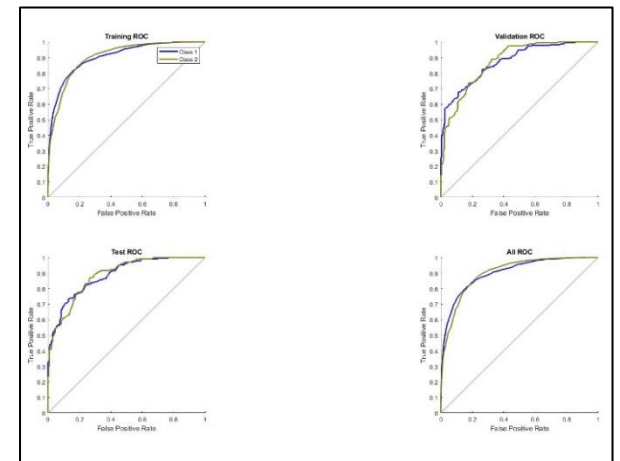 Training ROC
Class 1
Class 2
1
0.9
0.8
0.7
0.6
0.5
0.4
0.3
0.2
0.1
0
True Positive Rate
0 0.2 0.4 0.6 0.8 1
False Positive Rate
Validation ROC
1
0.9
0.8
0.7
0.6
0.5
0.4
0.3
0.2
0.1
0
True Positive Rate
0 0.2 0.4 0.6 0.8 1
False Positive Rate
Test ROC
1
0.9
0.8
0.7
0.6
0.5
0.4
0.3
0.2
0.1
0
True Positive Rate
0 0.2 0.4 0.6 0.8 1
False Positive Rate
All ROC
1
0.9
0.8
0.7
0.6
0.5
0.4
0.3
0.2
0.1
0
True Positive Rate
0 0.2 0.4 0.6 0.8 1
False Positive Rate